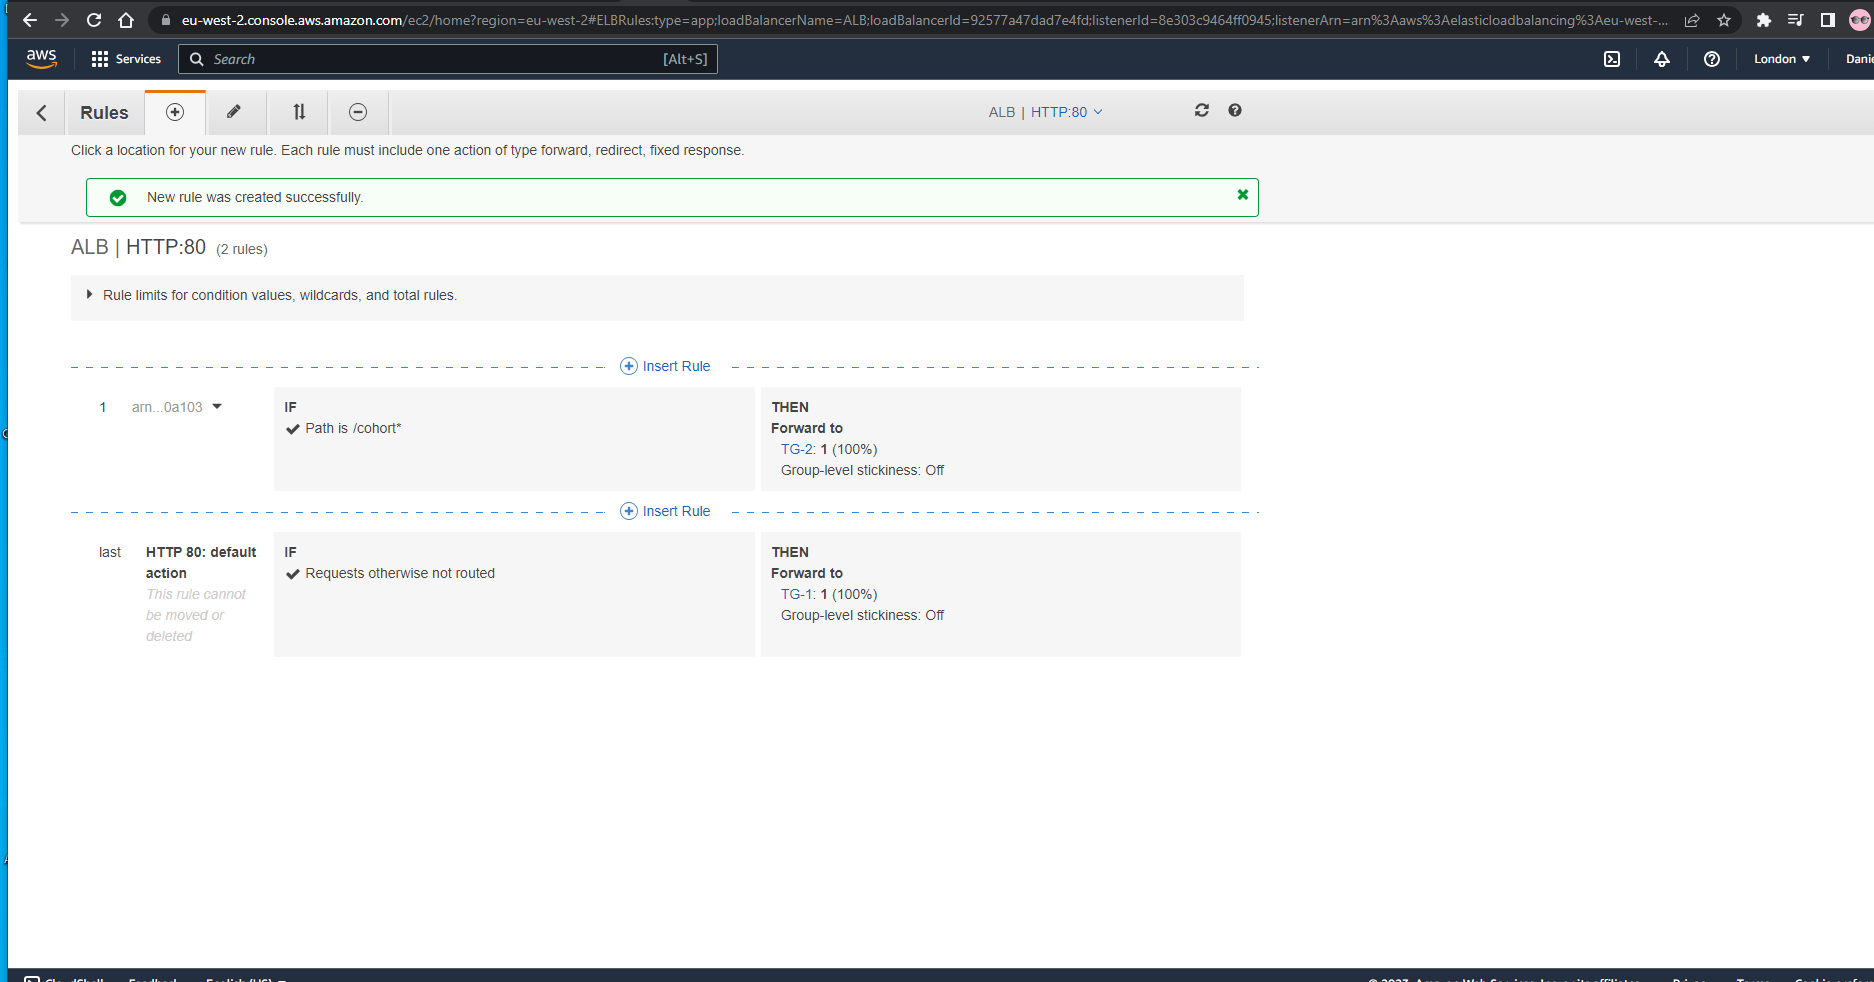 eu-west-2.console.aws.amazon.com/ec2/home?region=eu-west-2#ELBRules:type=app;loadBalancerName=ALB;loadBalancerId=92577a47dad7e4fd;listenerId=8e303c9464ff0945;listenerArn=arn%3Aaws%3Aelasticloadbalancing%3Aeu-west-...
aws Services Search [Alt+S] London ▼ Danie
Rules ALB | HTTP:80
Click a location for your new rule. Each rule must include one action of type forward, redirect, fixed response.
New rule was created successfully.
ALB | HTTP:80 (2 rules)
Rule limits for condition values, wildcards, and total rules.
Insert Rule
1 arn...0a103
IF
Path is /cohort*
THEN
Forward to
TG-2: 1 (100%)
Group-level stickiness: Off
Insert Rule
last
HTTP 80: default
action
This rule cannot
be moved or
deleted
IF
Requests otherwise not routed
THEN
Forward to
TG-1: 1 (100%)
Group-level stickiness: Off